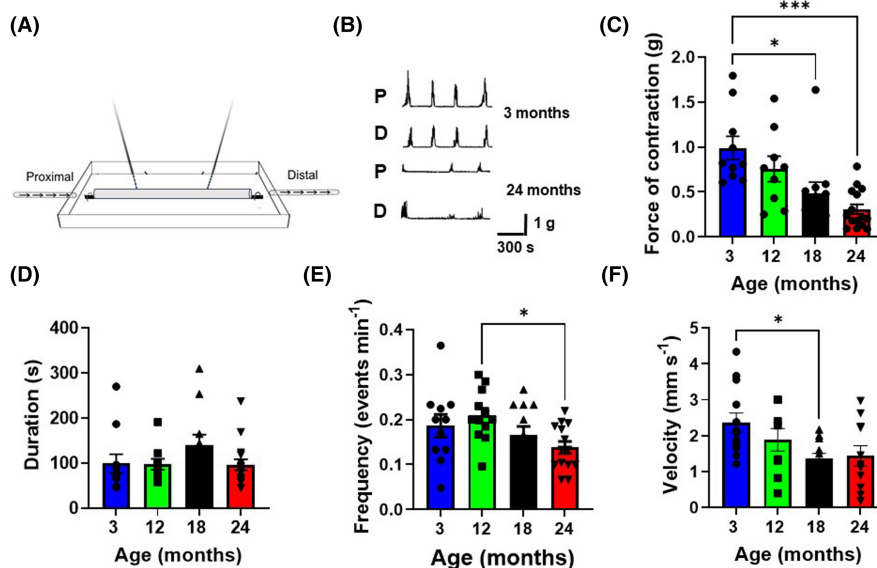 (A)
Proximal
Distal
(B)
P
D
3 months
P
D
24 months
1 g
300 s
(C)
***
*
Force of contraction (g)
2.0
1.5
1.0
0.5
0.0
3 12 18 24
Age (months)
(D)
Duration (s)
400
300
200
100
0
3 12 18 24
Age (months)
(E)
*
Frequency (events min⁻¹)
0.4
0.3
0.2
0.1
0.0
3 12 18 24
Age (months)
(F)
*
Velocity (mm s⁻¹)
5
4
3
2
1
0
3 12 18 24
Age (months)